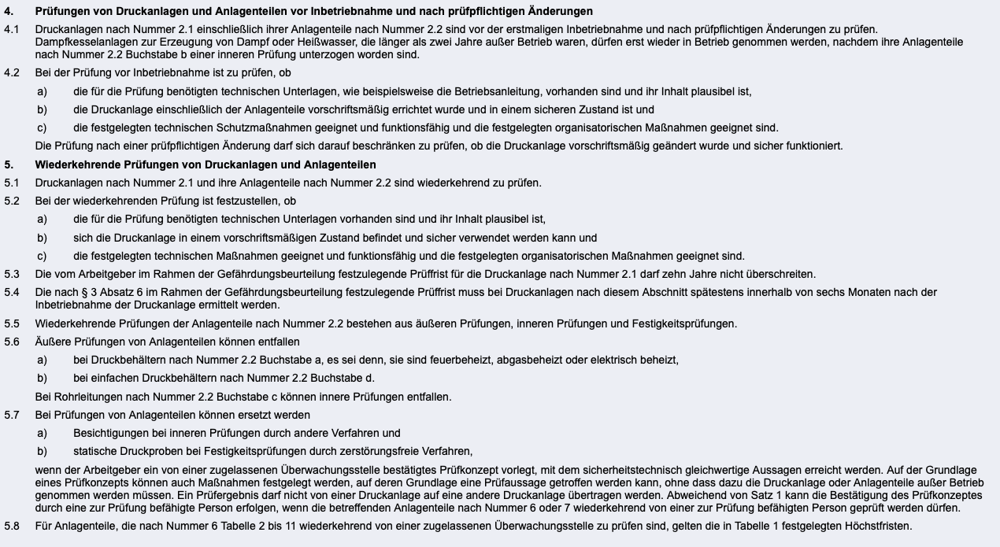 4. Prüfungen von Druckanlagen und Anlagenteilen vor Inbetriebnahme und nach prüfpflichtigen Änderungen
4.1 Druckanlagen nach Nummer 2.1 einschließlich ihrer Anlagenteile nach Nummer 2.2 sind vor der erstmaligen Inbetriebnahme und nach prüfpflichtigen Änderungen zu prüfen.
Dampfkesselanlagen zur Erzeugung von Dampf oder Heißwasser, die länger als zwei Jahre außer Betrieb waren, dürfen erst wieder in Betrieb genommen werden, nachdem ihre Anlagenteile
nach Nummer 2.2 Buchstabe b einer inneren Prüfung unterzogen worden sind.
4.2 Bei der Prüfung vor Inbetriebnahme ist zu prüfen, ob
a) die für die Prüfung benötigten technischen Unterlagen, wie beispielsweise die Betriebsanleitung, vorhanden sind und ihr Inhalt plausibel ist,
b) die Druckanlage einschließlich der Anlagenteile vorschriftsmäßig errichtet wurde und in einem sicheren Zustand ist und
c) die festgelegten technischen Schutzmaßnahmen geeignet und funktionsfähig und die festgelegten organisatorischen Maßnahmen geeignet sind.
Die Prüfung nach einer prüfpflichtigen Änderung darf sich darauf beschränken zu prüfen, ob die Druckanlage vorschriftsmäßig geändert wurde und sicher funktioniert.
5. Wiederkehrende Prüfungen von Druckanlagen und Anlagenteilen
5.1 Druckanlagen nach Nummer 2.1 und ihre Anlagenteile nach Nummer 2.2 sind wiederkehrend zu prüfen.
5.2 Bei der wiederkehrenden Prüfung ist festzustellen, ob
a) die für die Prüfung benötigten technischen Unterlagen vorhanden sind und ihr Inhalt plausibel ist,
b) sich die Druckanlage in einem vorschriftsmäßigen Zustand befindet und sicher verwendet werden kann und
c) die festgelegten technischen Maßnahmen geeignet und funktionsfähig und die festgelegten organisatorischen Maßnahmen geeignet sind.
5.3 Die vom Arbeitgeber im Rahmen der Gefährdungsbeurteilung festzulegende Prüffrist für die Druckanlage nach Nummer 2.1 darf zehn Jahre nicht überschreiten.
5.4 Die nach § 3 Absatz 6 im Rahmen der Gefährdungsbeurteilung festzulegende Prüffrist muss bei Druckanlagen nach diesem Abschnitt spätestens innerhalb von sechs Monaten nach der
Inbetriebnahme der Druckanlage ermittelt werden.
5.5 Wiederkehrende Prüfungen der Anlagenteile nach Nummer 2.2 bestehen aus äußeren Prüfungen, inneren Prüfungen und Festigkeitsprüfungen.
5.6 Äußere Prüfungen von Anlagenteilen können entfallen
a) bei Druckbehältern nach Nummer 2.2 Buchstabe a, es sei denn, sie sind feuerbeheizt, abgasbeheizt oder elektrisch beheizt,
b) bei einfachen Druckbehältern nach Nummer 2.2 Buchstabe d.
Bei Rohrleitungen nach Nummer 2.2 Buchstabe c können innere Prüfungen entfallen.
5.7 Bei Prüfungen von Anlagenteilen können ersetzt werden
a) Besichtigungen bei inneren Prüfungen durch andere Verfahren und
b) statische Druckproben bei Festigkeitsprüfungen durch zerstörungsfreie Verfahren,
wenn der Arbeitgeber ein von einer zugelassenen Überwachungsstelle bestätigtes Prüfkonzept vorlegt, mit dem sicherheitstechnisch gleichwertige Aussagen erreicht werden. Auf der Grundlage
eines Prüfkonzepts können auch Maßnahmen festgelegt werden, auf deren Grundlage eine Prüfaussage getroffen werden kann, ohne dass dazu die Druckanlage oder Anlagenteile außer Betrieb
genommen werden müssen. Ein Prüfergebnis darf nicht von einer Druckanlage auf eine andere Druckanlage übertragen werden. Abweichend von Satz 1 kann die Bestätigung des Prüfkonzeptes
durch eine zur Prüfung befähigte Person erfolgen, wenn die betreffenden Anlagenteile nach Nummer 6 oder 7 wiederkehrend von einer zur Prüfung befähigten Person geprüft werden dürfen.
5.8 Für Anlagenteile, die nach Nummer 6 Tabelle 2 bis 11 wiederkehrend von einer zugelassenen Überwachungsstelle zu prüfen sind, gelten die in Tabelle 1 festgelegten Höchstfristen.